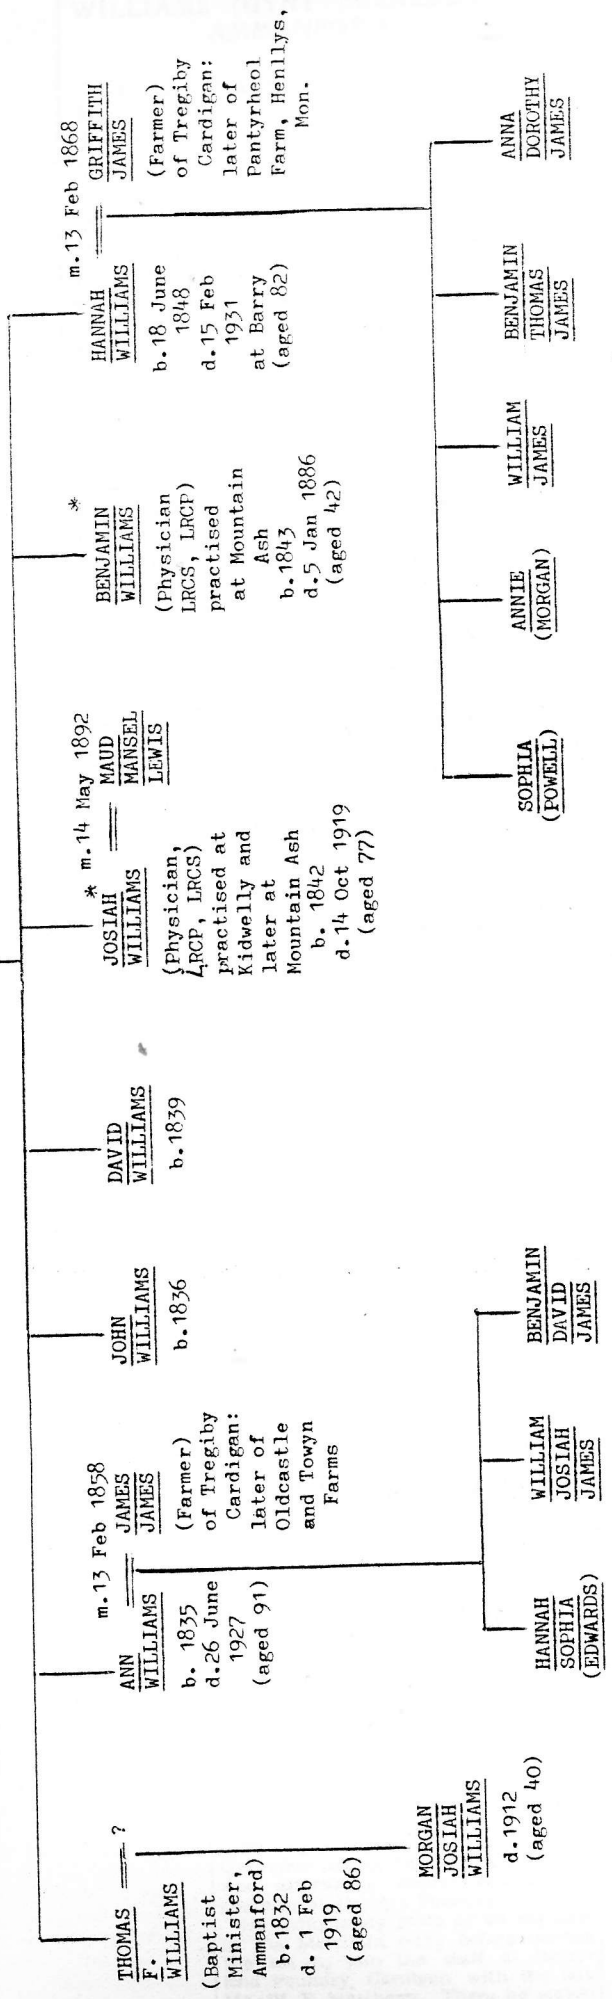 THOMAS
F.
WILLIAMS
?
(Baptist
Minister,
Ammanford)
b.1832
d. 1 Feb
1919
(aged 86)
MORGAN
JOSIAH
WILLIAMS
d.1912
(aged 40)
m.13 Feb 1858
ANN
WILLIAMS
b. 1835
d.26 June
1927
(aged 91)
JAMES
JAMES
(Farmer)
of Tregiby
Cardigan:
later of
Oldcastle
and Towyn
Farms
HANNAH
SOPHIA
(EDWARDS)
WILLIAM
JOSIAH
JAMES
BENJAMIN
DAVID
JAMES
JOHN
WILLIAMS
b.1836
DAVID
WILLIAMS
b.1839
* m.14 May 1892
JOSIAH
WILLIAMS
(Physician,
LRCP, LRCS)
practised at
Kidwelly and
later at
Mountain Ash
b. 1842
d.14 Oct 1919
(aged 77)
MAUD
MANSEL
LEWIS
*
BENJAMIN
WILLIAMS
(Physician
LRCS, LRCP)
practised
at Mountain
Ash
b.1843
d.5 Jan 1886
(aged 42)
m.13 Feb 1868
HANNAH
WILLIAMS
b.18 June
1848
d.15 Feb
1931
at Barry
(aged 82)
GRIFFITH
JAMES
(Farmer)
of Tregiby
Cardigan:
later of
Pantyrheol
Farm, Henllys,
Mon.
SOPHIA
(POWELL)
ANNIE
(MORGAN)
WILLIAM
JAMES
BENJAMIN
THOMAS
JAMES
ANNA
DOROTHY
JAMES